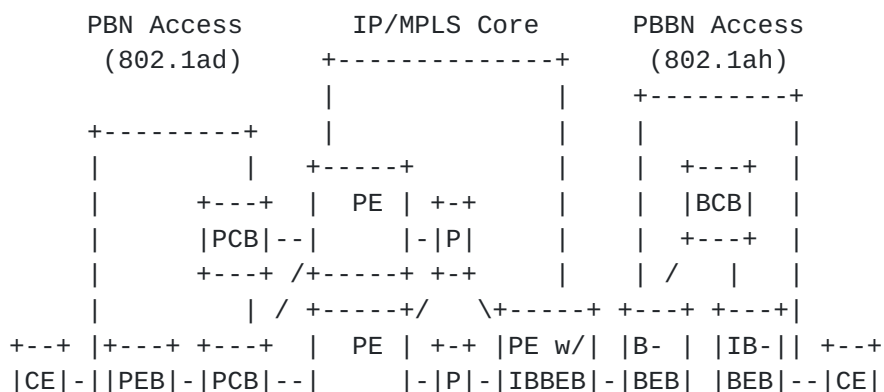 PBN Access IP/MPLS Core PBBN Access
(802.1ad) +--------------+ (802.1ah)
| | +---------+
+---------+ | | | |
| | +-----+ | | +---+ |
| +---+ | PE | +-+ | | |BCB| |
| |PCB|--| |-|P| | | +---+ |
| +---+ /+-----+ +-+ | | / | |
| | / +-----+/ \+-----+ +---+ +---+|
+--+ |+---+ +---+ | PE | +-+ |PE w/| |B- | |IB-|| +--+
|CE|-||PEB|-|PCB|--| |-|P|-|IBBEB|-|BEB| |BEB|--|CE|